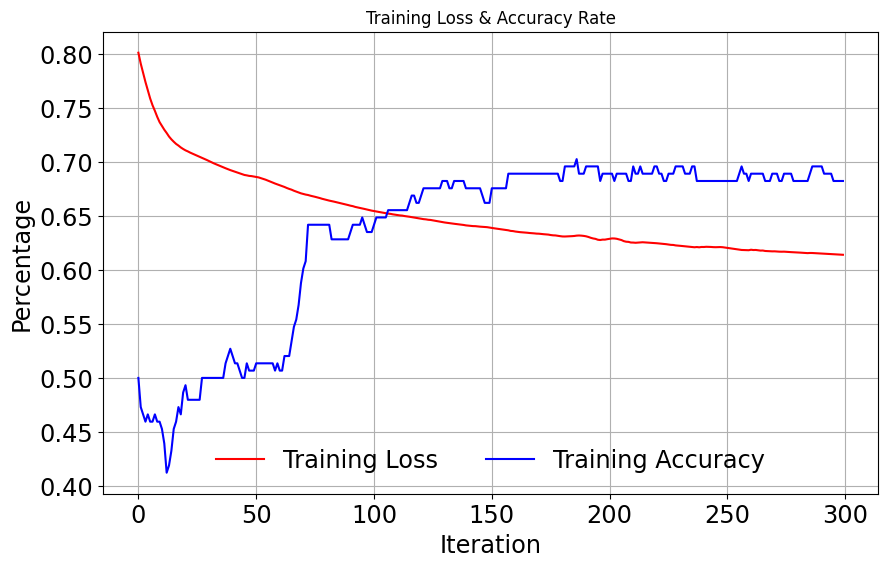 Training Loss & Accuracy Rate
Percentage
0.80
0.75
0.70
0.65
0.60
0.55
0.50
0.45
0.40
Training Loss
Training Accuracy
0 50 100 150 200 250 300
Iteration